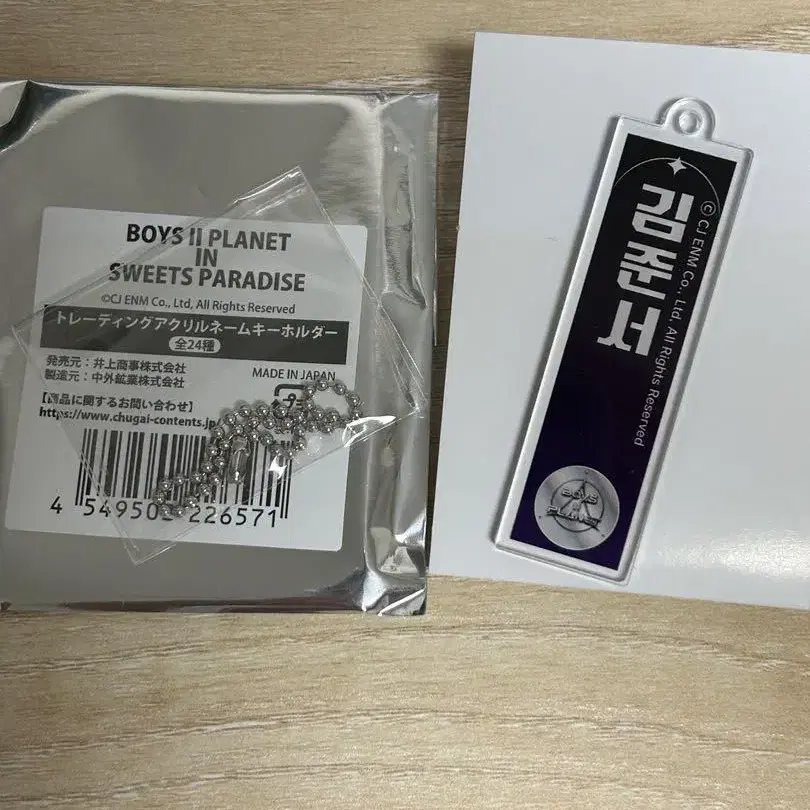 BOYS II PLANET
IN
SWEETS PARADISE
©CJ ENM Co., Ltd, All Rights Reserved
トレーディングアクリルネームキーホルダー
全24種
発売元：井上商事株式会社
製造元：中外鉱業株式会社
MADE IN JAPAN
【商品に関するお問い合わせ】
https://www.chugai-contents.jp
4 54950 226571
김준서
© CJ ENM Co., Ltd, All Rights Reserved
BOYS
PLANET